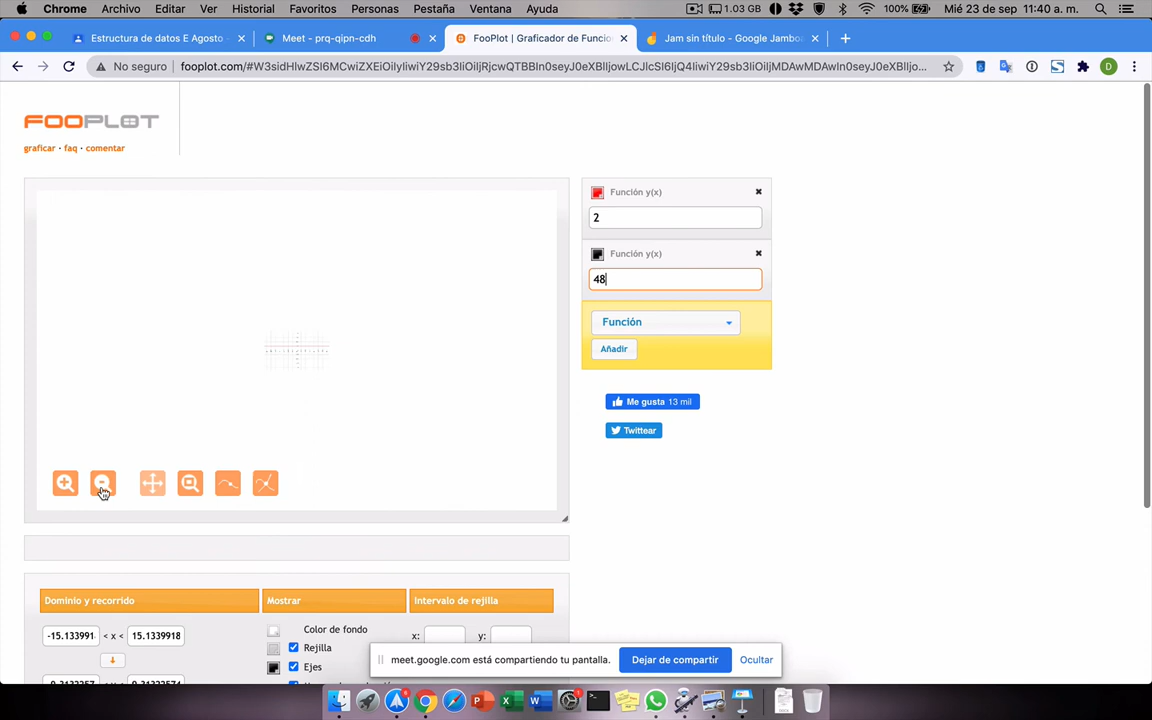 Chrome Archivo Editar Ver Historial Favoritos Personas Pestaña Ventana Ayuda 1.03 GB 100% Mié 23 de sep 11:40 a. m.
Estructura de datos E Agosto
Meet - prq-qipn-cdh
FooPlot | Graficador de Funcio
Jam sin título - Google Jambo
No seguro
fooplot.com/#W3sidHlwZSI6MCwiZXEiOiIyIiwiY29sb3IiOiIjRjcwQTBBIn0seyJ0eXBlIjowLCJlcSI6IjQ4IiwiY29sb3IiOiIjMDAwMDAwIn0seyJ0eXBlIjo...
D
FOOPLOT
graficar · faq · comentar
Función y(x)
2
Función y(x)
48
Función
Añadir
Me gusta 13 mil
Twittear
Dominio y recorrido
Mostrar
Intervalo de rejilla
-15.133991 < x < 15.1339918
Color de fondo
x: y:
Rejilla
Ejes
meet.google.com está compartiendo tu pantalla.
Dejar de compartir
Ocultar